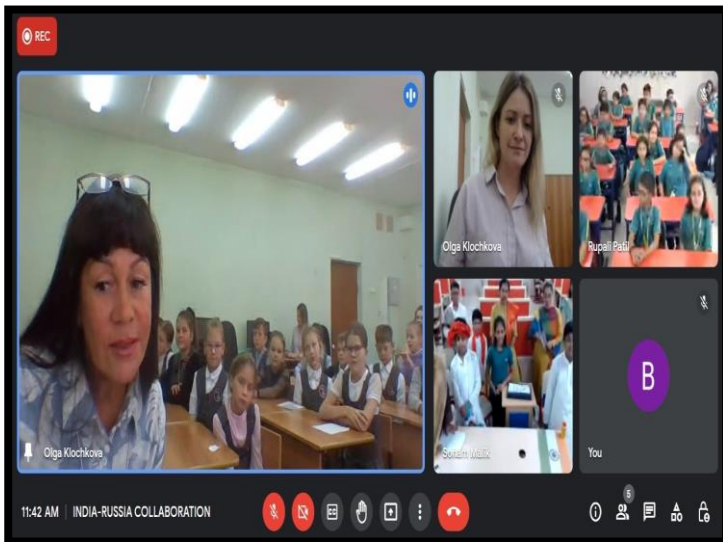 REC
Olga Klochkova
Rupali Patil
Olga Klochkova
Sonam Malik
B
You
11:42 AM | INDIA-RUSSIA COLLABORATION
5